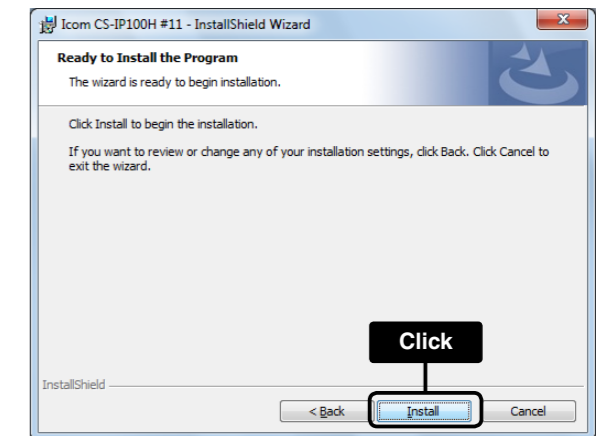 Icom CS-IP100H #11 - InstallShield Wizard
Ready to Install the Program
The wizard is ready to begin installation.
Click Install to begin the installation.
If you want to review or change any of your installation settings, click Back. Click Cancel to
exit the wizard.
Click
InstallShield
< Back Install Cancel